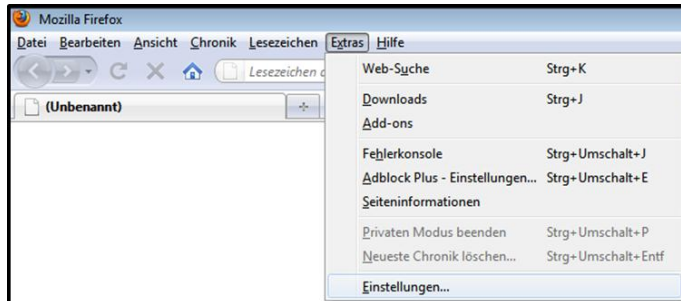 Mozilla Firefox
Datei Bearbeiten Ansicht Chronik Lesezeichen Extras Hilfe
Lesezeichen
(Unbenannt)
Web-Suche Strg+K
Downloads Strg+J
Add-ons
Fehlerkonsole Strg+Umschalt+J
Adblock Plus - Einstellungen... Strg+Umschalt+E
Seiteninformationen
Privaten Modus beenden Strg+Umschalt+P
Neueste Chronik löschen... Strg+Umschalt+Entf
Einstellungen...